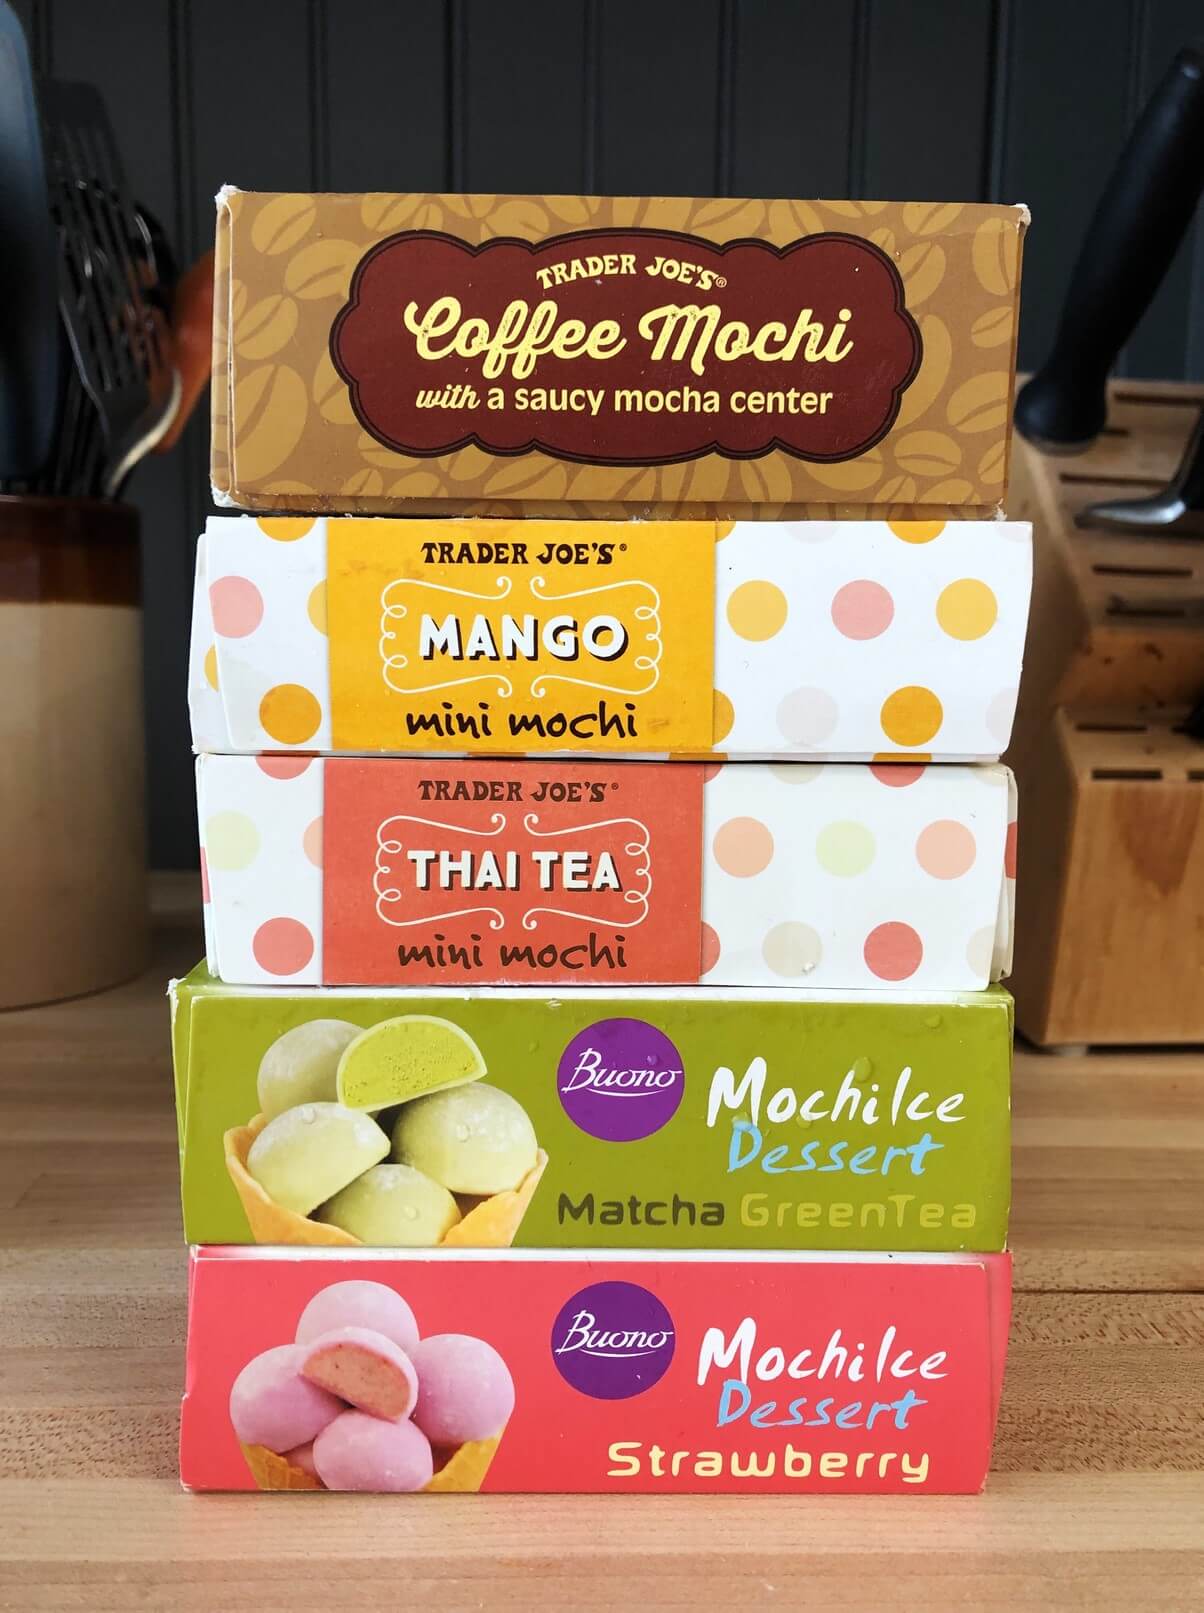 TRADER JOE'S®
Coffee Mochi
with a saucy mocha center
TRADER JOE'S®
MANGO
mini mochi
TRADER JOE'S®
THAI TEA
mini mochi
Buono
MochiIce
Dessert
Matcha GreenTea
Buono
MochiIce
Dessert
Strawberry